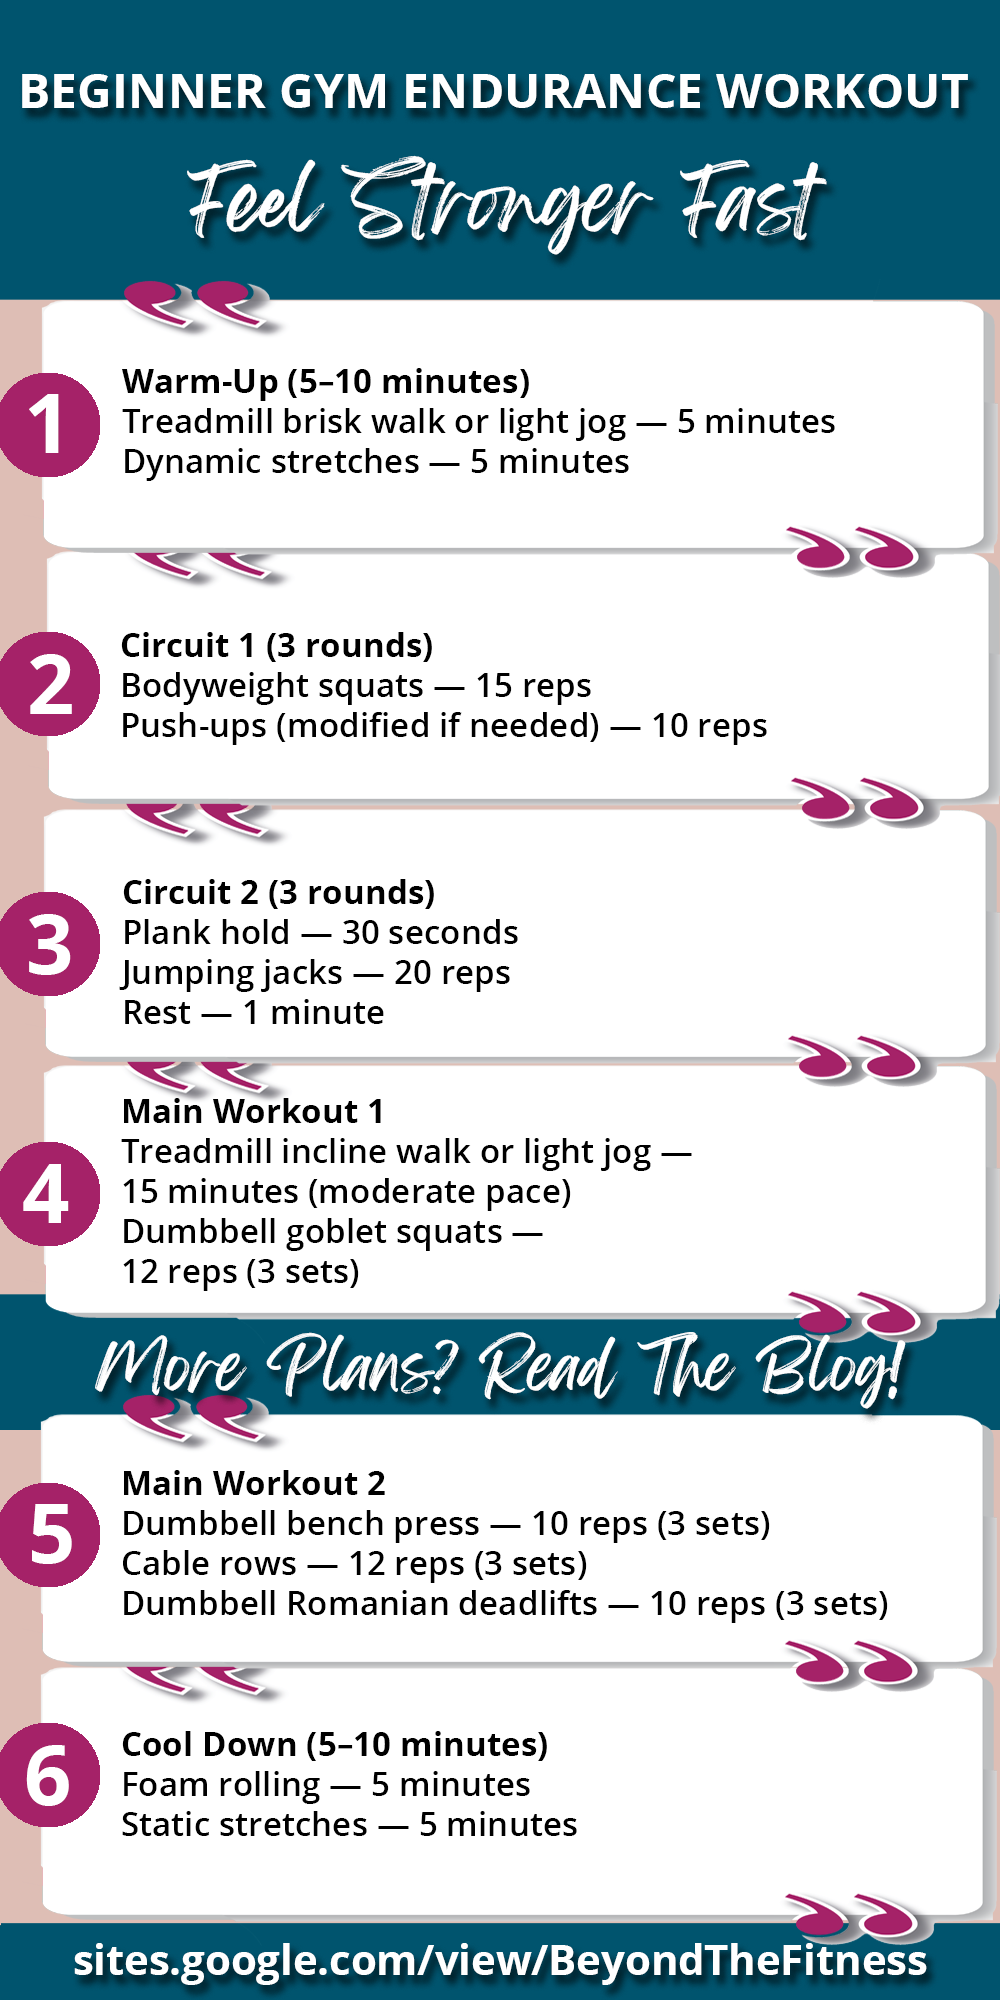 BEGINNER GYM ENDURANCE WORKOUT
Feel Stronger Fast
1
Warm-Up (5–10 minutes)
Treadmill brisk walk or light jog — 5 minutes
Dynamic stretches — 5 minutes
2
Circuit 1 (3 rounds)
Bodyweight squats — 15 reps
Push-ups (modified if needed) — 10 reps
3
Circuit 2 (3 rounds)
Plank hold — 30 seconds
Jumping jacks — 20 reps
Rest — 1 minute
4
Main Workout 1
Treadmill incline walk or light jog —
15 minutes (moderate pace)
Dumbbell goblet squats —
12 reps (3 sets)
More Plans? Read The Blog!
5
Main Workout 2
Dumbbell bench press — 10 reps (3 sets)
Cable rows — 12 reps (3 sets)
Dumbbell Romanian deadlifts — 10 reps (3 sets)
6
Cool Down (5–10 minutes)
Foam rolling — 5 minutes
Static stretches — 5 minutes
sites.google.com/view/BeyondTheFitness